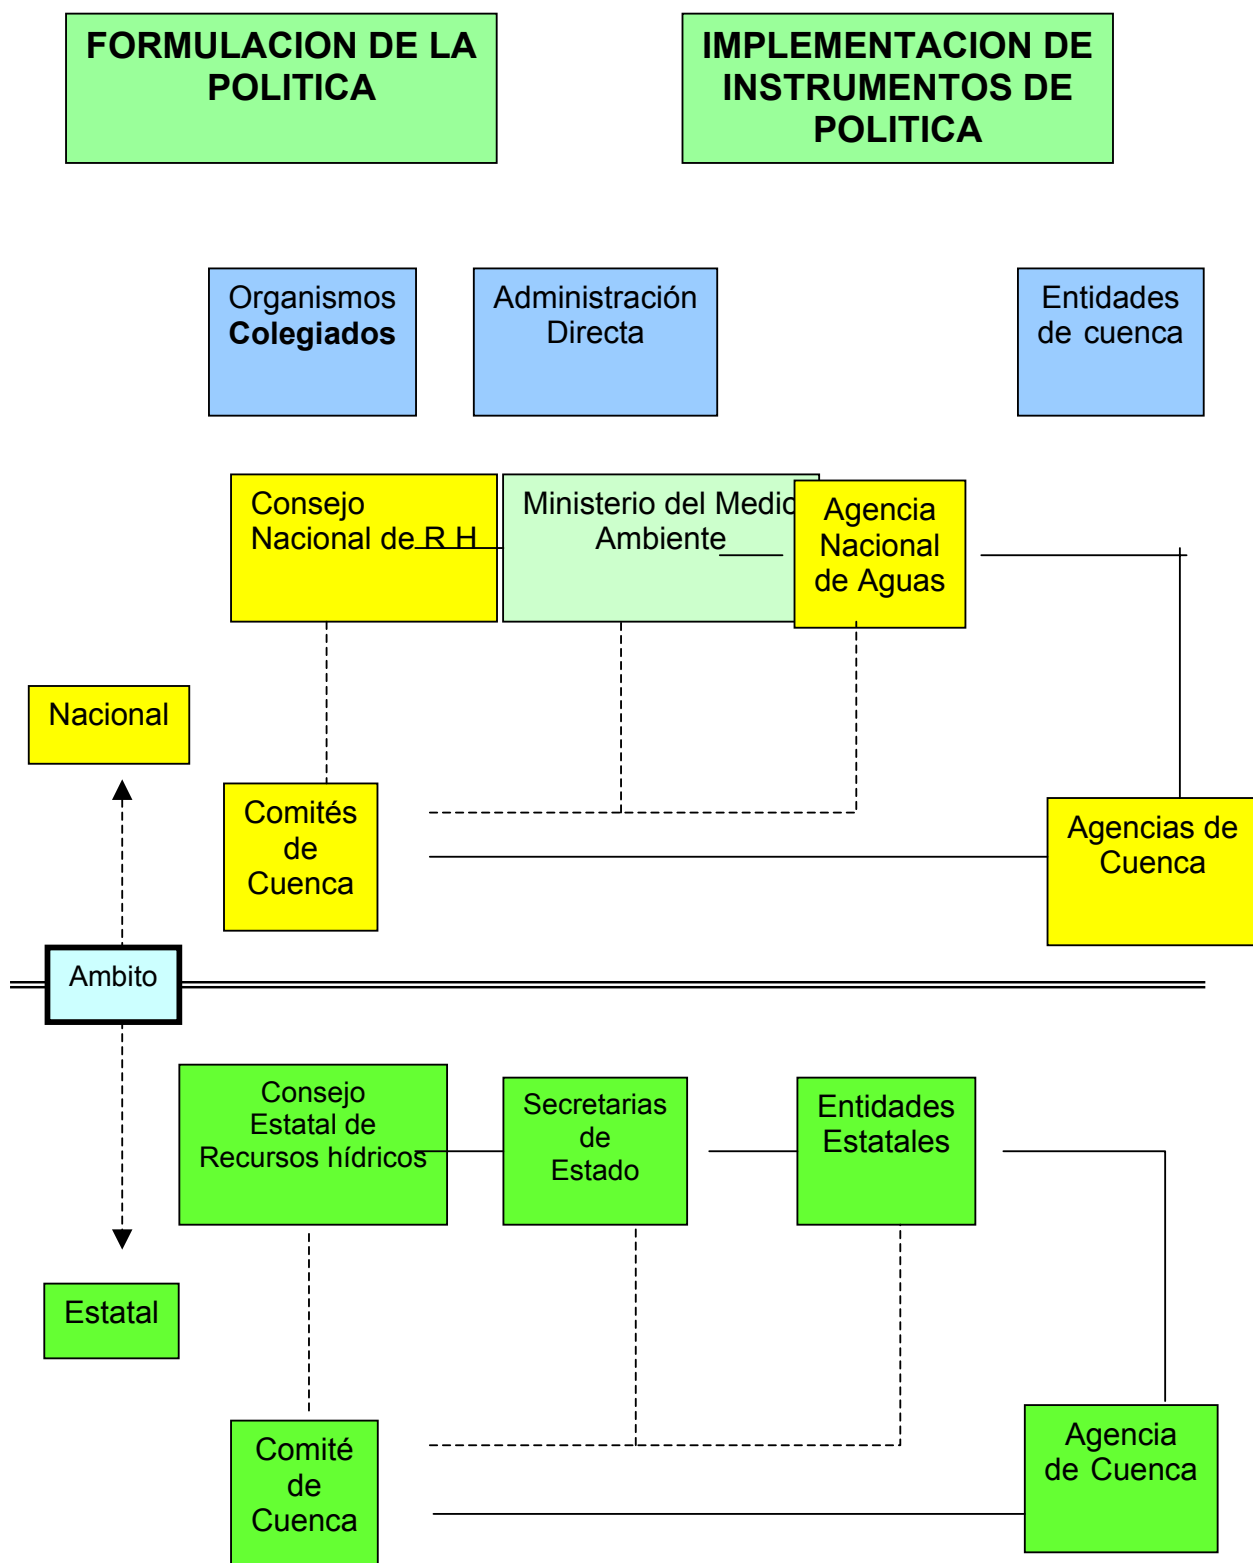 FORMULACION DE LA
POLITICA
IMPLEMENTACION DE
INSTRUMENTOS DE
POLITICA
Organismos
Colegiados
Administración
Directa
Entidades
de cuenca
Consejo
Nacional de R H
Ministerio del Medio
Ambiente
Agencia
Nacional
de Aguas
Nacional
Comités
de
Cuenca
Agencias de
Cuenca
Ambito
Consejo
Estatal de
Recursos hídricos
Secretarias
de
Estado
Entidades
Estatales
Estatal
Comité
de
Cuenca
Agencia
de Cuenca